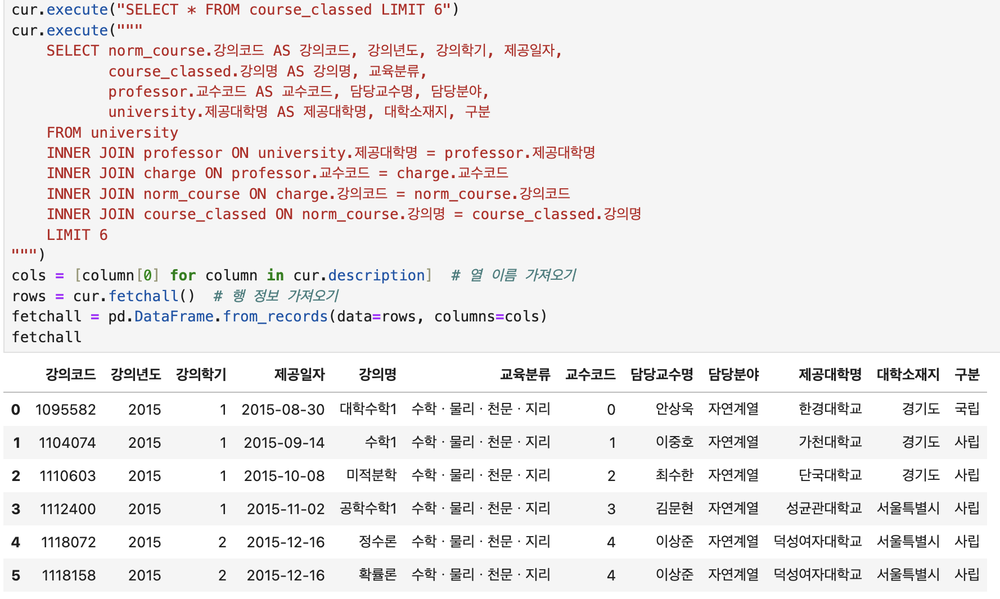 cur.execute("SELECT * FROM course_classed LIMIT 6")
cur.execute("""
    SELECT norm_course.강의코드 AS 강의코드, 강의년도, 강의학기, 제공일자,
           course_classed.강의명 AS 강의명, 교육분류,
           professor.교수코드 AS 교수코드, 담당교수명, 담당분야,
           university.제공대학명 AS 제공대학명, 대학소재지, 구분
    FROM university
    INNER JOIN professor ON university.제공대학명 = professor.제공대학명
    INNER JOIN charge ON professor.교수코드 = charge.교수코드
    INNER JOIN norm_course ON charge.강의코드 = norm_course.강의코드
    INNER JOIN course_classed ON norm_course.강의명 = course_classed.강의명
    LIMIT 6
""")
cols = [column[0] for column in cur.description]  # 열 이름 가져오기
rows = cur.fetchall()  # 행 정보 가져오기
fetchall = pd.DataFrame.from_records(data=rows, columns=cols)
fetchall
강의코드 강의년도 강의학기 제공일자 강의명 교육분류 교수코드 담당교수명 담당분야 제공대학명 대학소재지 구분
0 1095582 2015 1 2015-08-30 대학수학1 수학 · 물리 · 천문 · 지리 0 안상욱 자연계열 한경대학교 경기도 국립
1 1104074 2015 1 2015-09-14 수학1 수학 · 물리 · 천문 · 지리 1 이중호 자연계열 가천대학교 경기도 사립
2 1110603 2015 1 2015-10-08 미적분학 수학 · 물리 · 천문 · 지리 2 최수한 자연계열 단국대학교 경기도 사립
3 1112400 2015 1 2015-11-02 공학수학1 수학 · 물리 · 천문 · 지리 3 김문현 자연계열 성균관대학교 서울특별시 사립
4 1118072 2015 2 2015-12-16 정수론 수학 · 물리 · 천문 · 지리 4 이상준 자연계열 덕성여자대학교 서울특별시 사립
5 1118158 2015 2 2015-12-16 확률론 수학 · 물리 · 천문 · 지리 4 이상준 자연계열 덕성여자대학교 서울특별시 사립